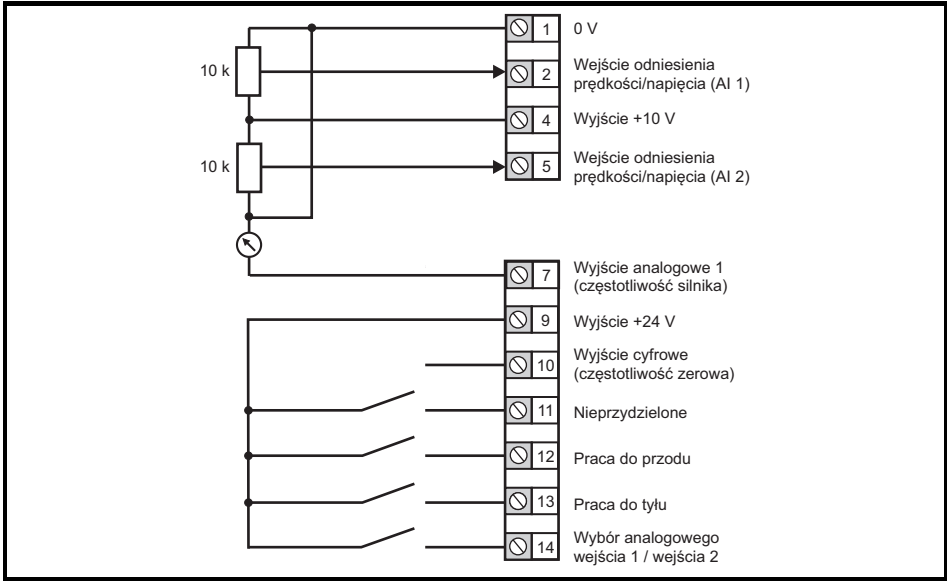 1 0 V
10 k
2 Wejście odniesienia
prędkości/napięcia (AI 1)
4 Wyjście +10 V
10 k
5 Wejście odniesienia
prędkości/napięcia (AI 2)
7 Wyjście analogowe 1
(częstotliwość silnika)
9 Wyjście +24 V
10 Wyjście cyfrowe
(częstotliwość zerowa)
11 Nieprzydzielone
12 Praca do przodu
13 Praca do tyłu
14 Wybór analogowego
wejścia 1 / wejścia 2